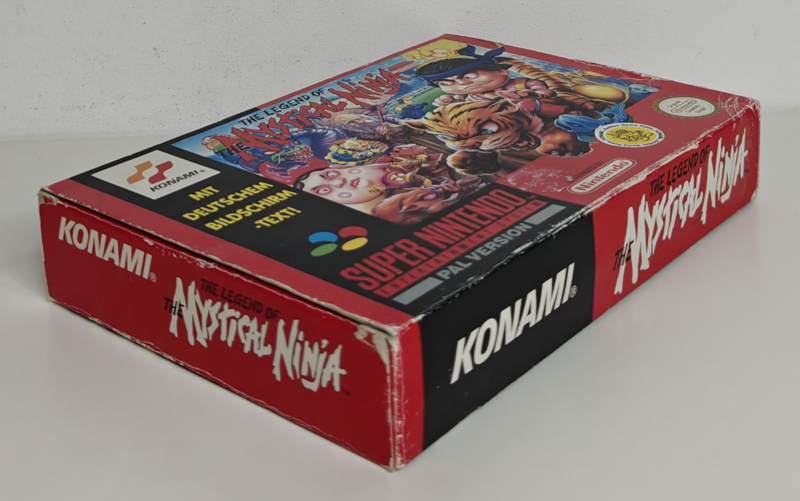 THE LEGEND OF
THE MYSTICAL NINJA
KONAMI®
MIT
DEUTSCHEM
BILDSCHIRM
-TEXT!
Nintendo
SUPER NINTENDO
PAL VERSION
KONAMI®
THE LEGEND OF
THE MYSTICAL NINJA™
KONAMI®
THE LEGEND OF
THE MYSTICAL NINJA